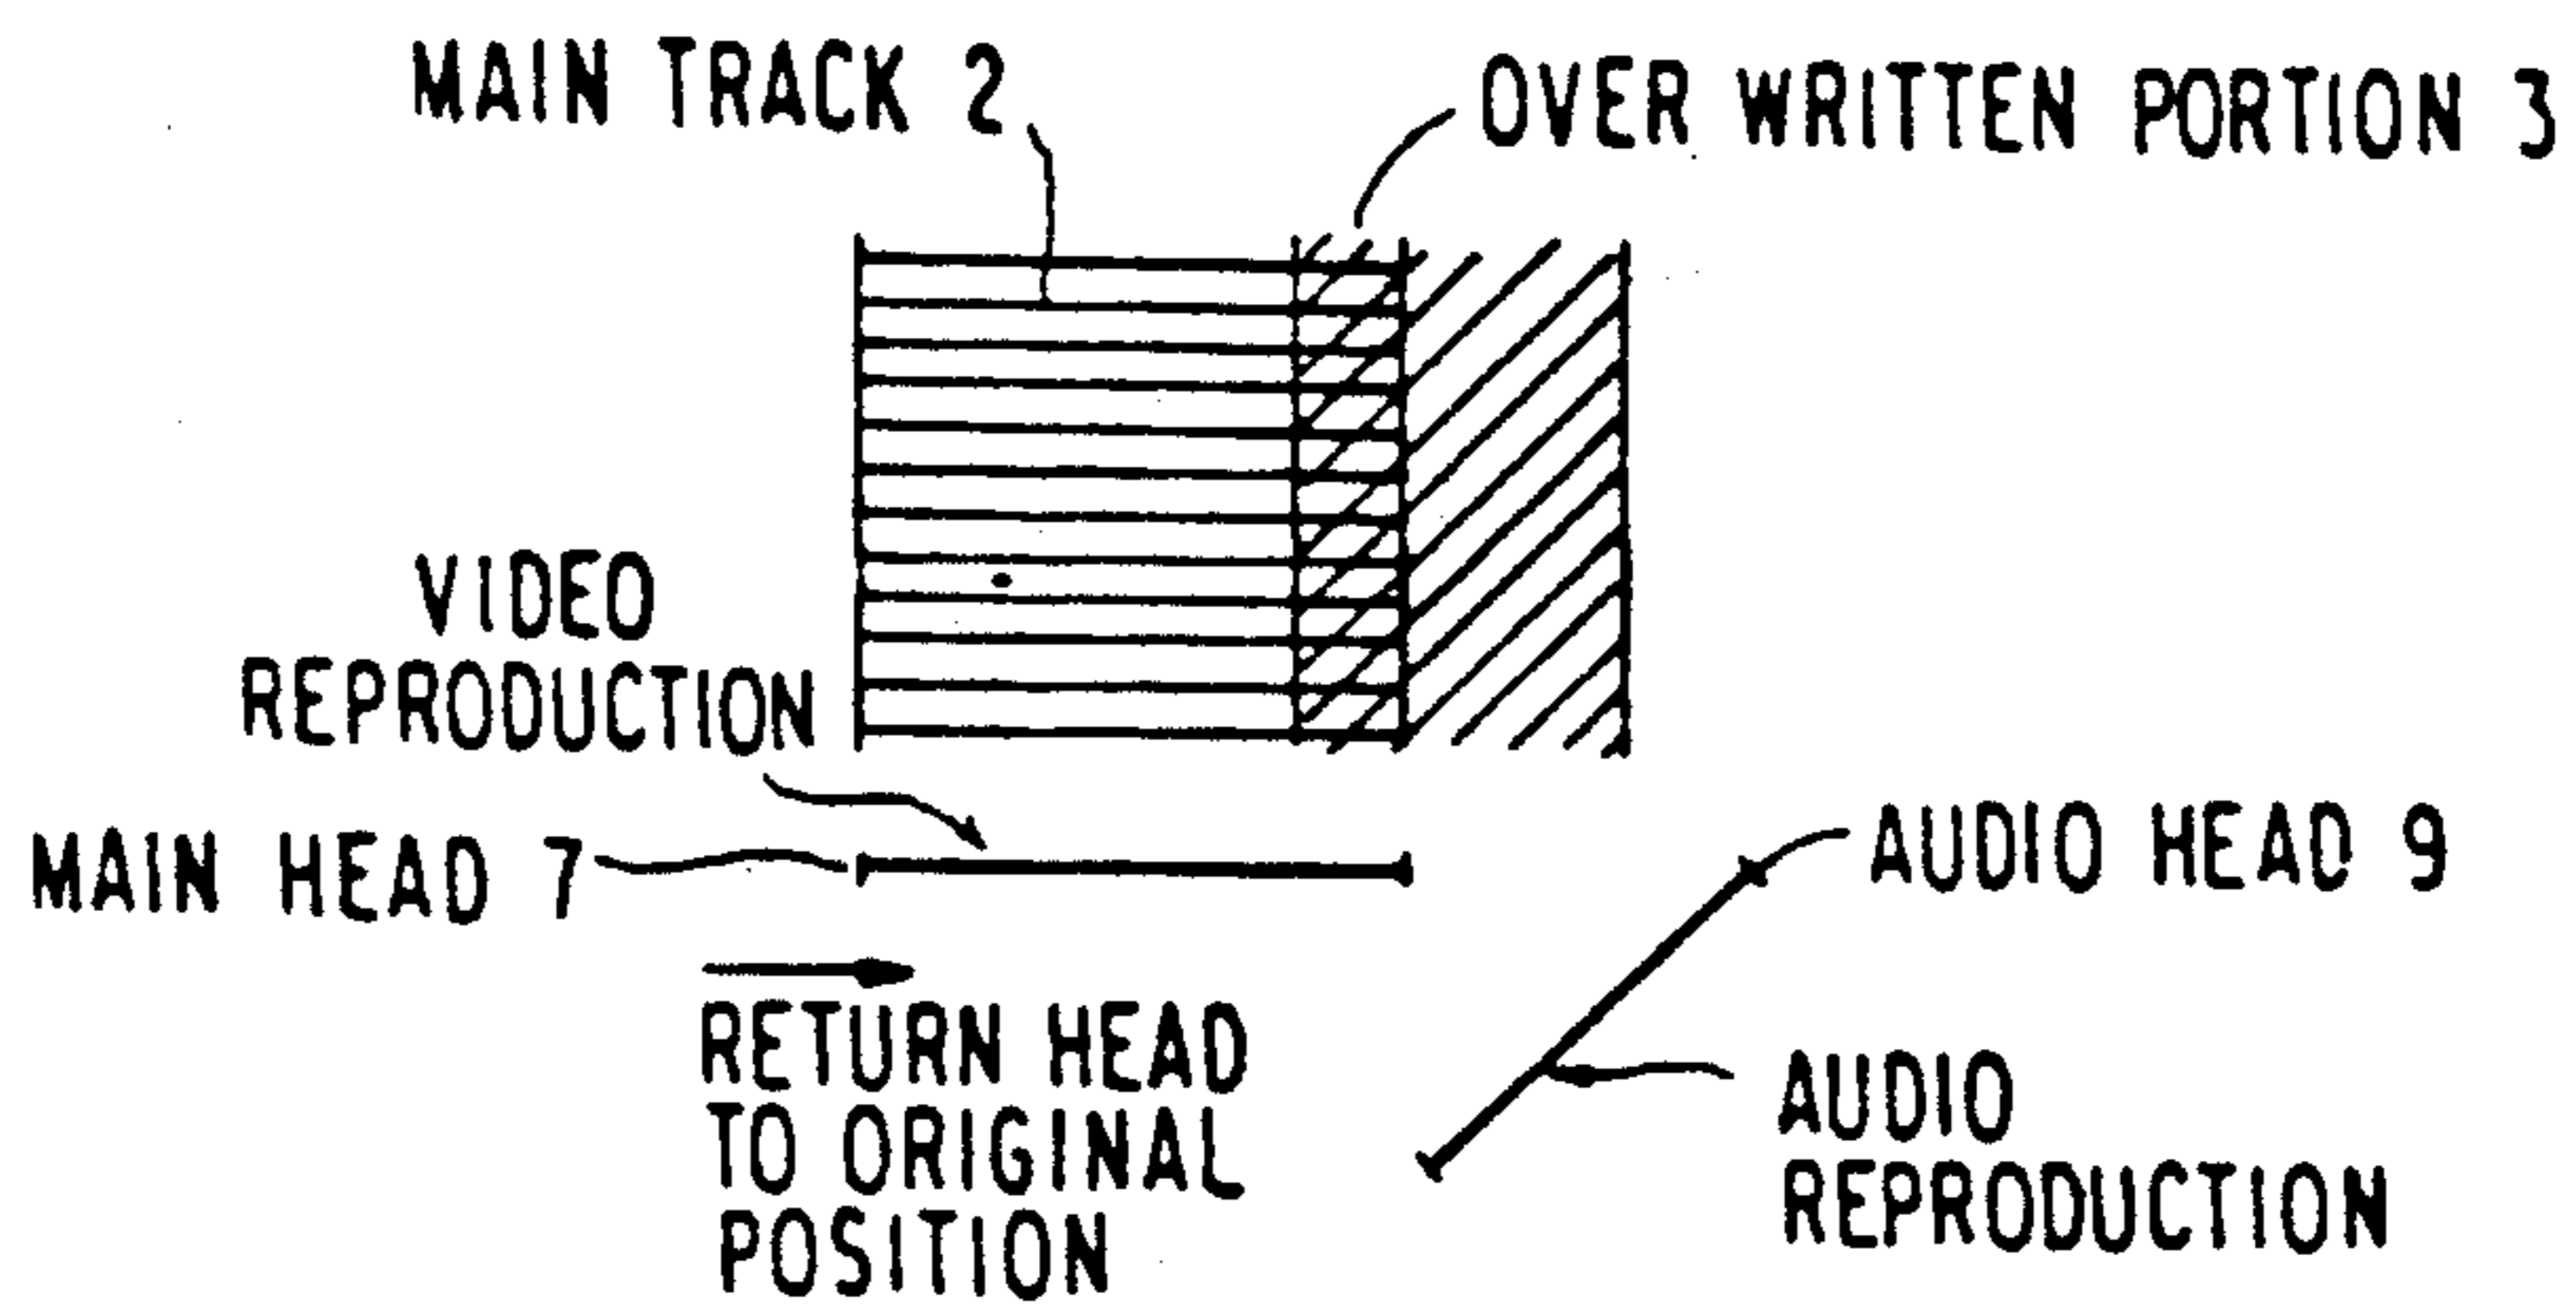 MAIN TRACK 2
OVER WRITTEN PORTION 3
VIDEO
REPRODUCTION
MAIN HEAD 7
AUDIO HEAD 9
RETURN HEAD
TO ORIGINAL
POSITION
AUDIO
REPRODUCTION